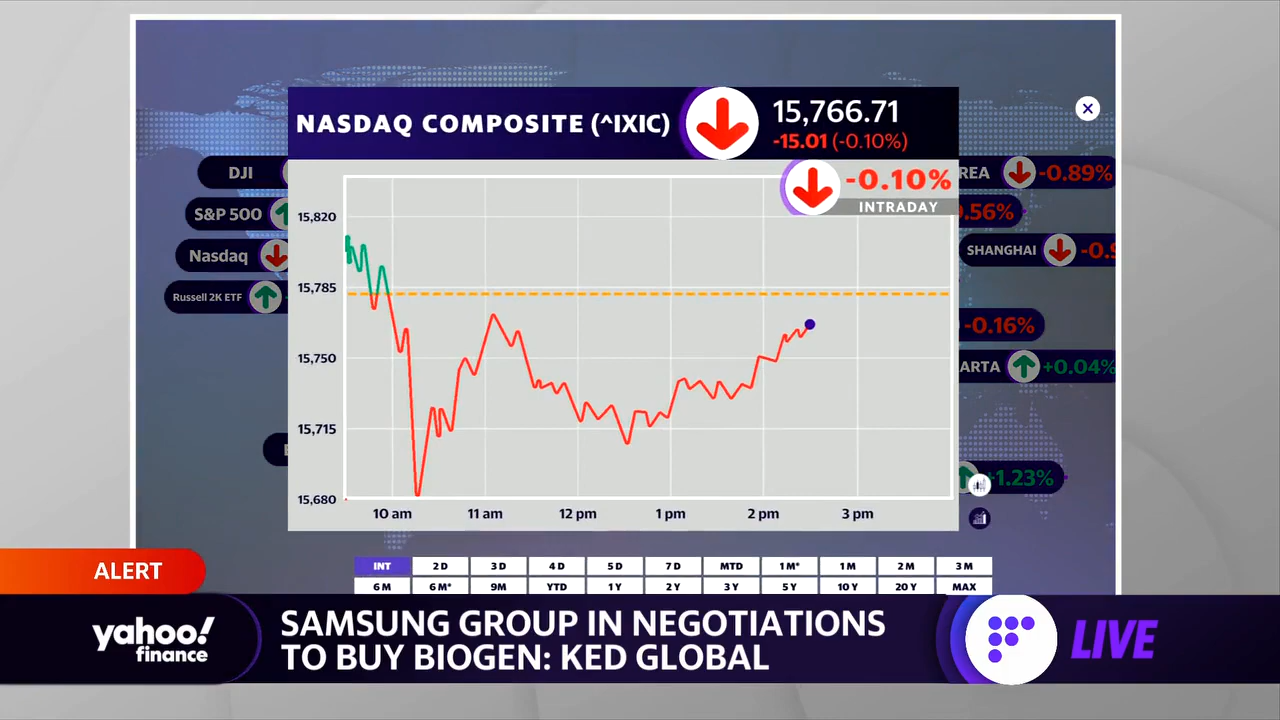 NASDAQ COMPOSITE (^IXIC)
15,766.71
-15.01 (-0.10%)
-0.10%
INTRADAY
DJI
S&P 500
Nasdaq
Russell 2K ETF
-0.89%
SHANGHAI
-0.16%
+0.04%
+1.23%
15,820
15,785
15,750
15,715
15,680
10 am 11 am 12 pm 1 pm 2 pm 3 pm
INT 2 D 3 D 4 D 5 D 7 D MTD 1 M* 1 M 2 M 3 M
6 M 6 M* 9M YTD 1 Y 2 Y 3 Y 5 Y 10 Y 20 Y MAX
ALERT
yahoo!
finance
SAMSUNG GROUP IN NEGOTIATIONS
TO BUY BIOGEN: KED GLOBAL
LIVE